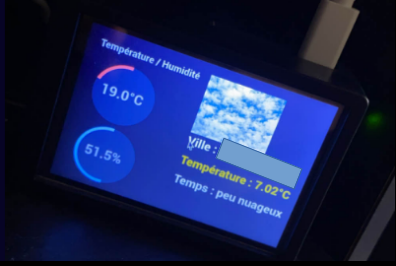 Température / Humidité
19.0°C
51.5%
Ville :
Température : 7.02°C
Temps : peu nuageux